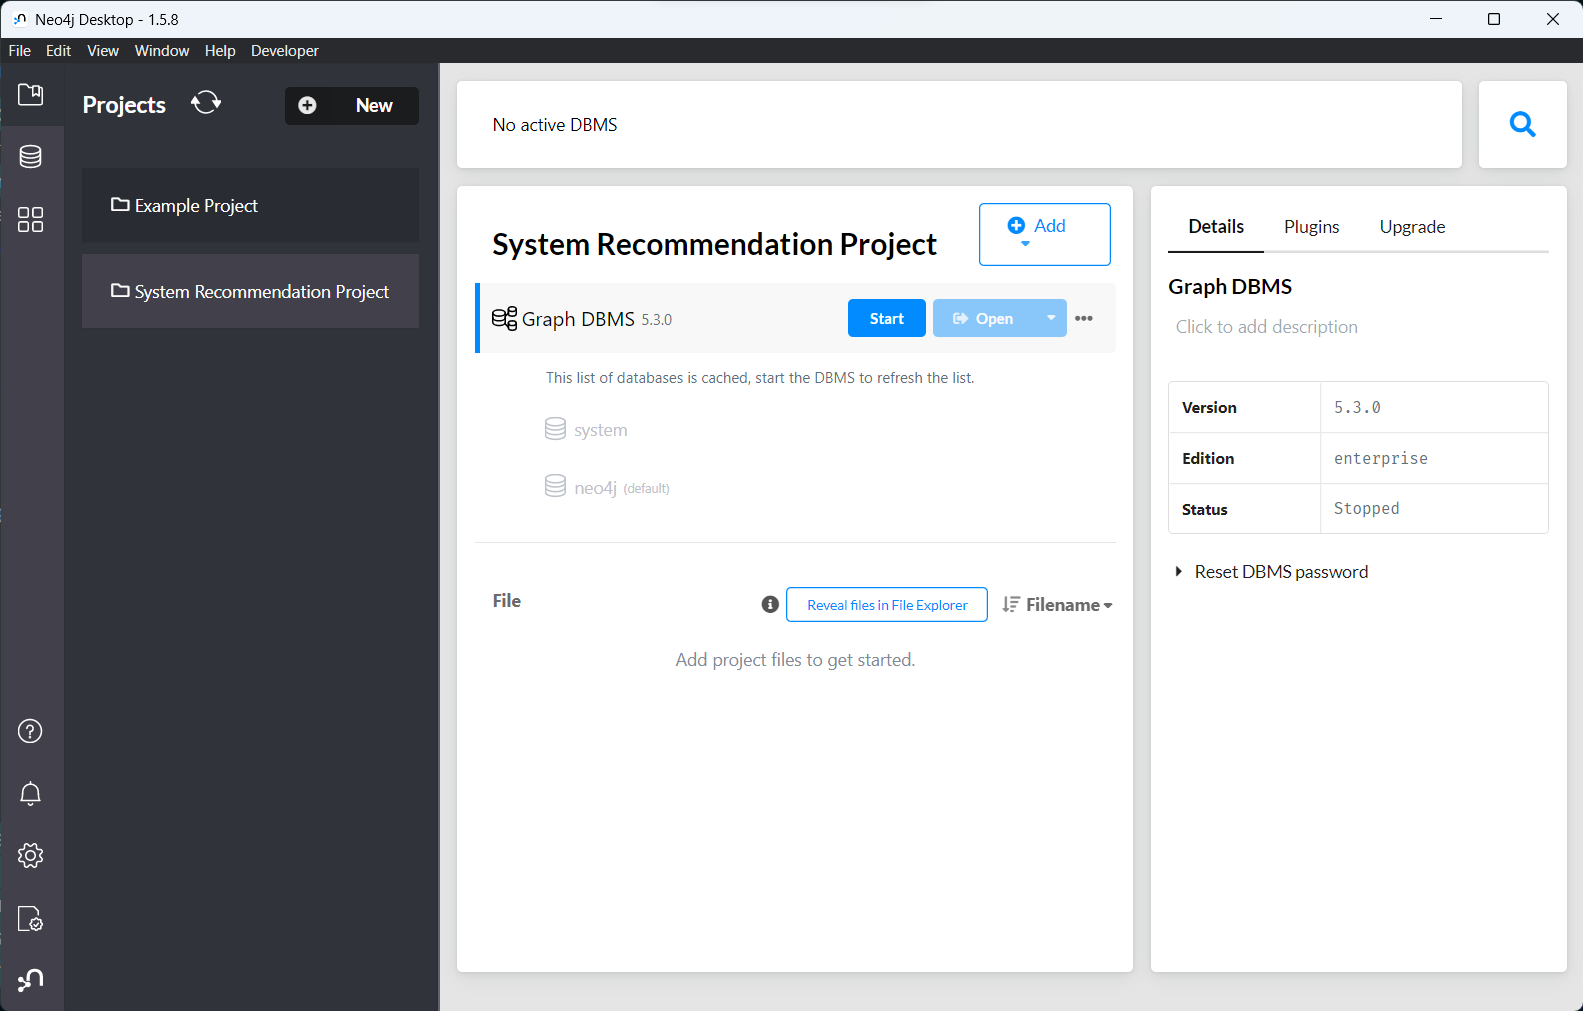 Neo4j Desktop - 1.5.8
File Edit View Window Help Developer
Projects
New
Example Project
System Recommendation Project
No active DBMS
System Recommendation Project
Add
Graph DBMS 5.3.0
Start
Open
This list of databases is cached, start the DBMS to refresh the list.
system
neo4j (default)
File
Reveal files in File Explorer
Filename
Add project files to get started.
Details Plugins Upgrade
Graph DBMS
Click to add description
Version 5.3.0
Edition enterprise
Status Stopped
Reset DBMS password